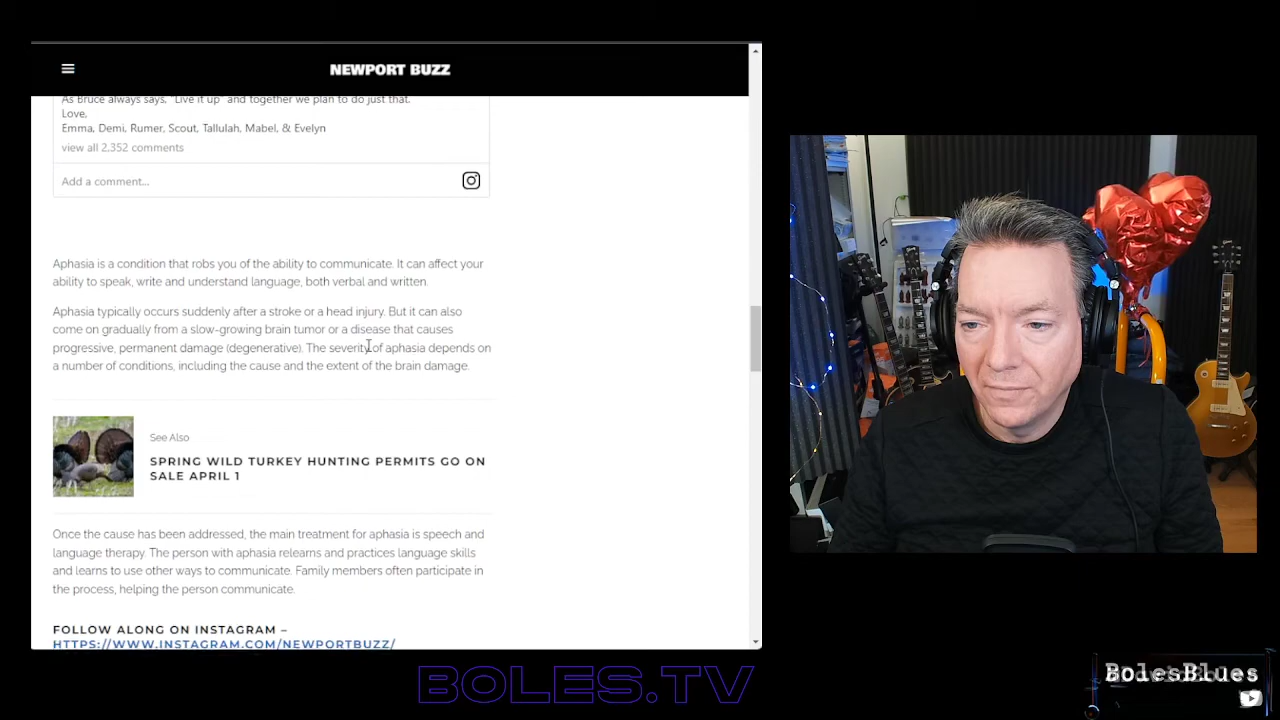 NEWPORT BUZZ
As Bruce always says, "Live it up" and together we plan to do just that.
Love,
Emma, Demi, Rumer, Scout, Tallulah, Mabel, & Evelyn
view all 2,352 comments
Add a comment...
Aphasia is a condition that robs you of the ability to communicate. It can affect your
ability to speak, write and understand language, both verbal and written.
Aphasia typically occurs suddenly after a stroke or a head injury. But it can also
come on gradually from a slow-growing brain tumor or a disease that causes
progressive, permanent damage (degenerative). The severity of aphasia depends on
a number of conditions, including the cause and the extent of the brain damage.
See Also
SPRING WILD TURKEY HUNTING PERMITS GO ON
SALE APRIL 1
Once the cause has been addressed, the main treatment for aphasia is speech and
language therapy. The person with aphasia relearns and practices language skills
and learns to use other ways to communicate. Family members often participate in
the process, helping the person communicate.
FOLLOW ALONG ON INSTAGRAM –
HTTPS://WWW.INSTAGRAM.COM/NEWPORTBUZZ/
BOLES.TV
BolesBlues